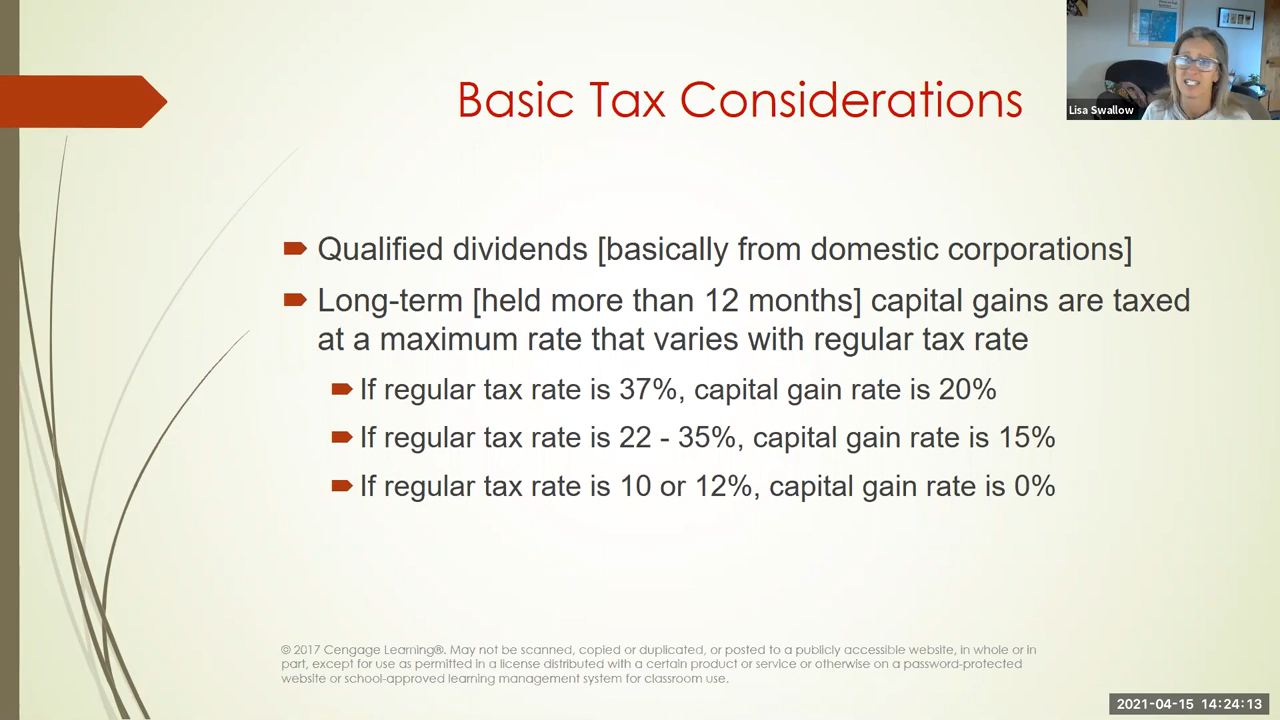 Basic Tax Considerations
Lisa Swallow
Qualified dividends [basically from domestic corporations]
Long-term [held more than 12 months] capital gains are taxed
at a maximum rate that varies with regular tax rate
If regular tax rate is 37%, capital gain rate is 20%
If regular tax rate is 22 - 35%, capital gain rate is 15%
If regular tax rate is 10 or 12%, capital gain rate is 0%
© 2017 Cengage Learning®. May not be scanned, copied or duplicated, or posted to a publicly accessible website, in whole or in
part, except for use as permitted in a license distributed with a certain product or service or otherwise on a password-protected
website or school-approved learning management system for classroom use.
2021-04-15 14:24:13